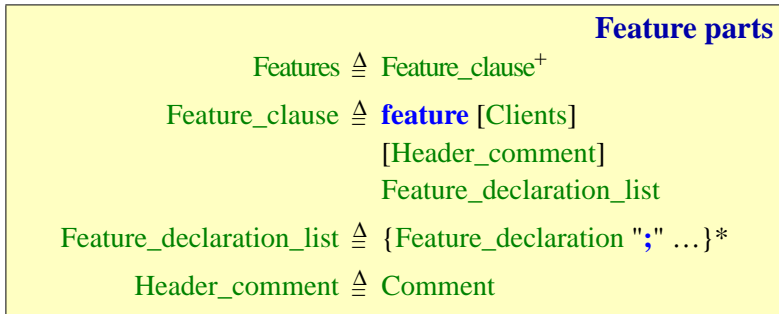 Feature parts
Features ≜ Feature_clause⁺
Feature_clause ≜ feature [Clients]
[Header_comment]
Feature_declaration_list
Feature_declaration_list ≜ {Feature_declaration ";" …}*
Header_comment ≜ Comment